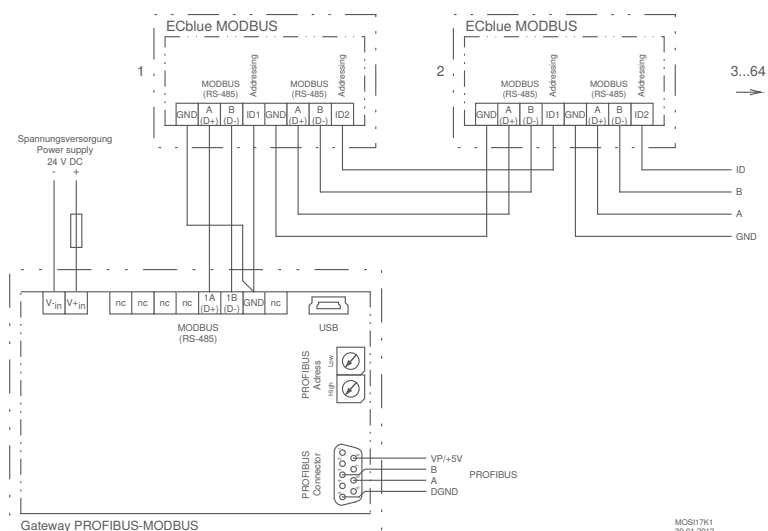 ECblue MODBUS
1
MODBUS
(RS-485)
Addressing
MODBUS
(RS-485)
Addressing
GND
A
(D+)
B
(D-)
ID1
GND
A
(D+)
B
(D-)
ID2
ECblue MODBUS
2
MODBUS
(RS-485)
Addressing
MODBUS
(RS-485)
Addressing
GND
A
(D+)
B
(D-)
ID1
GND
A
(D+)
B
(D-)
ID2
3...64
Spannungsversorgung
Power supply
24 V DC
- +
ID
B
A
GND
V-in
V+in
nc
nc
nc
nc
1A
(D+)
1B
(D-)
GND
nc
MODBUS
(RS-485)
USB
PROFIBUS
Adress
Low
High
PROFIBUS
Connector
VP/+5V
B
A
DGND
PROFIBUS
Gateway PROFIBUS-MODBUS
MOSI17K1